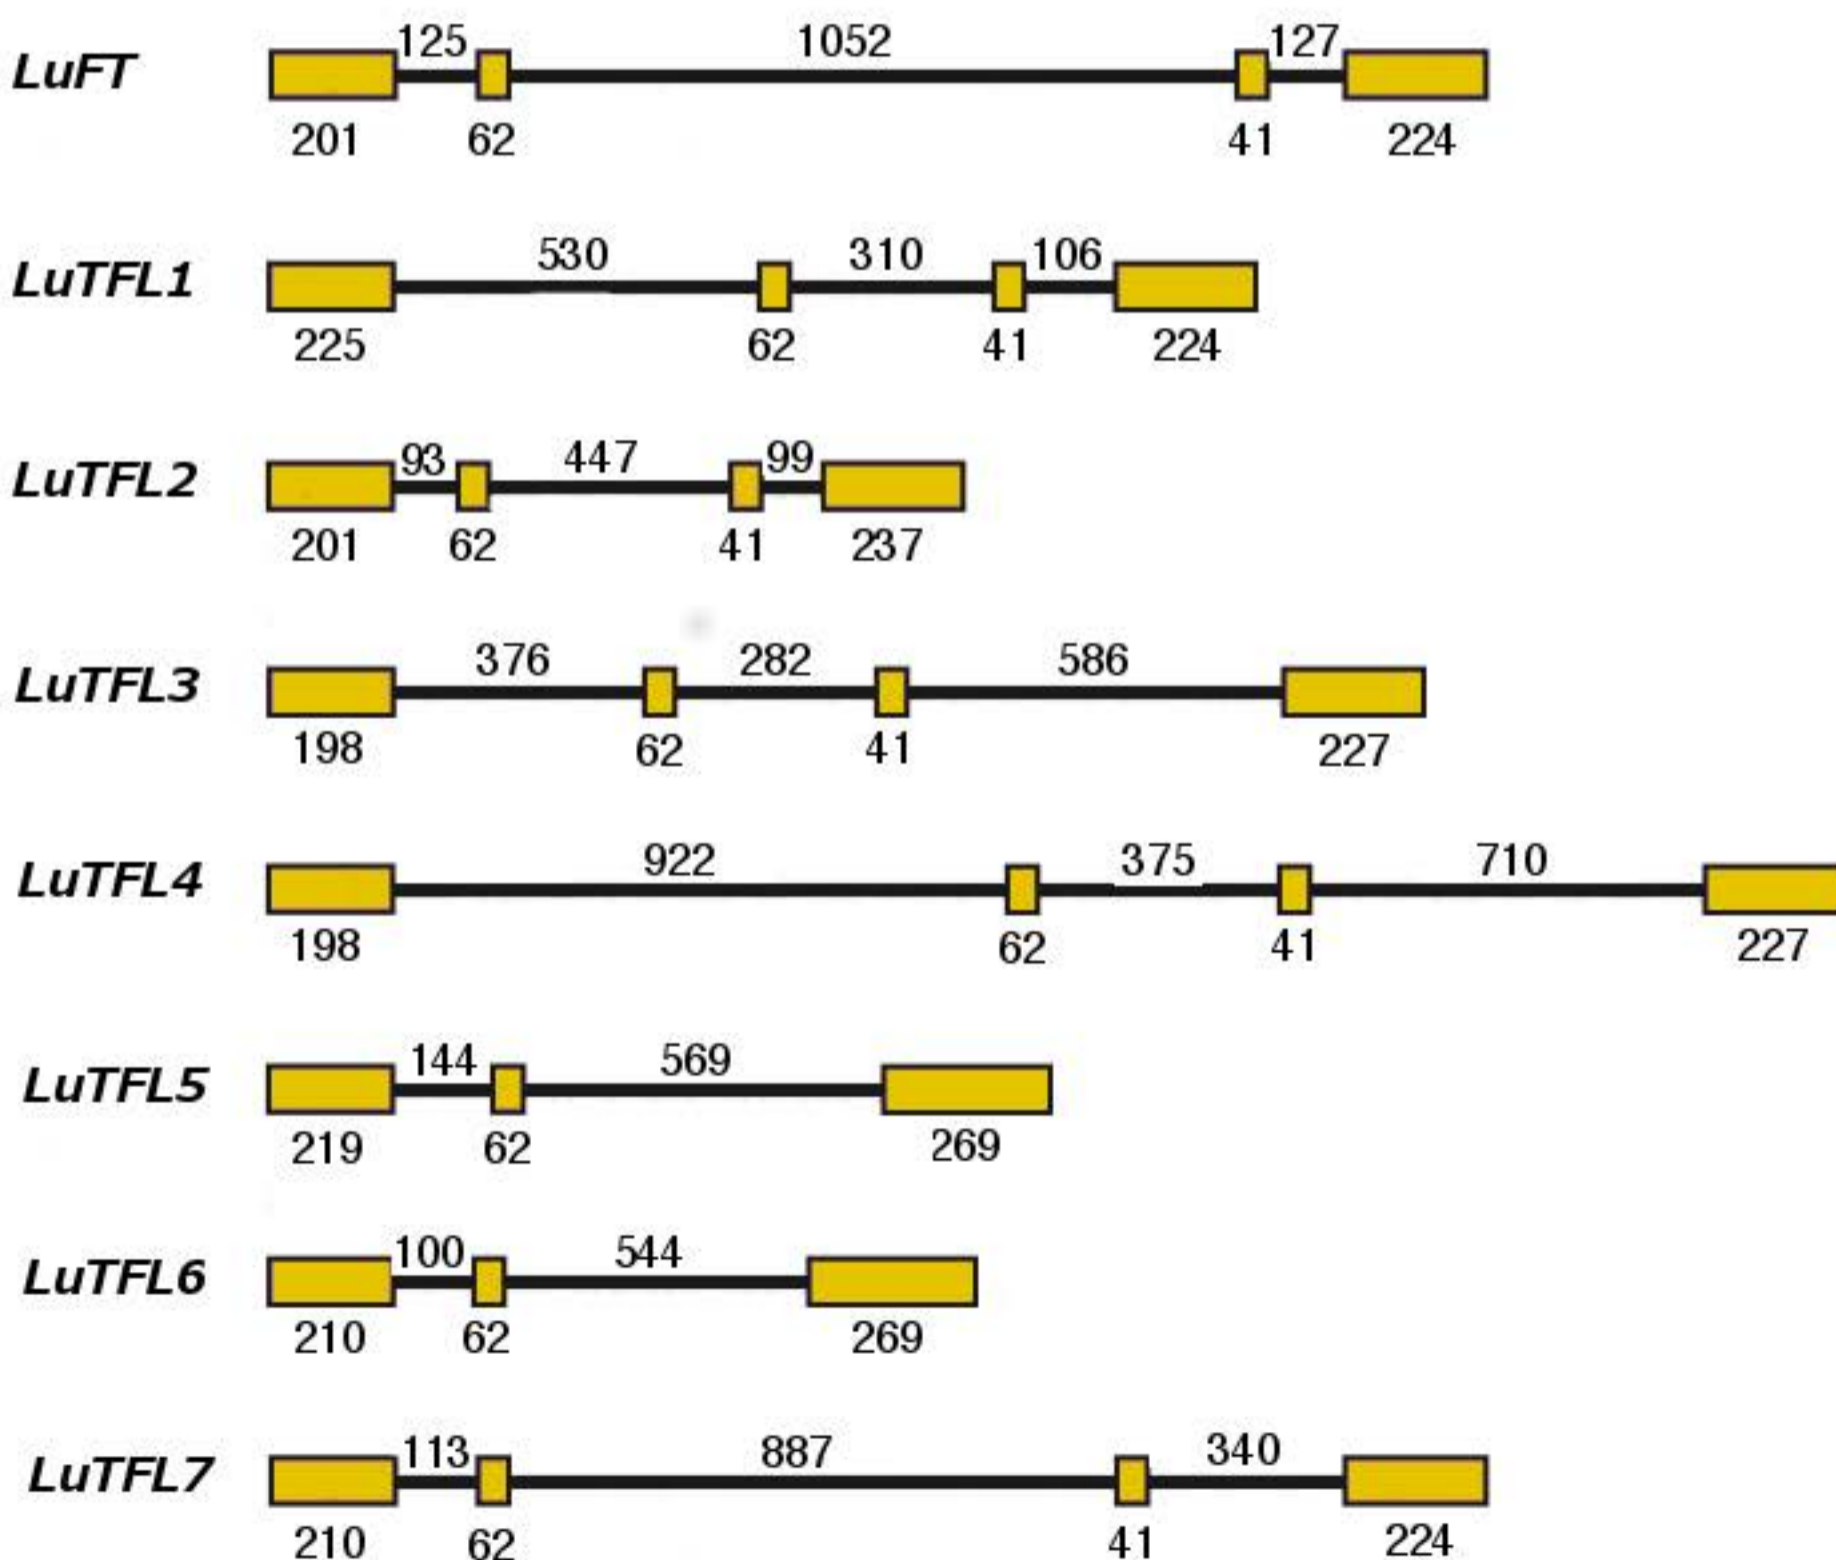 125 1052 127
LuFT
201 62 41 224
530 310 106
LuTFL1
225 62 41 224
93 447 99
LuTFL2
201 62 41 237
376 282 586
LuTFL3
198 62 41 227
922 375 710
LuTFL4
198 62 41 227
144 569
LuTFL5
219 62 269
100 544
LuTFL6
210 62 269
113 887 340
LuTFL7
210 62 41 224